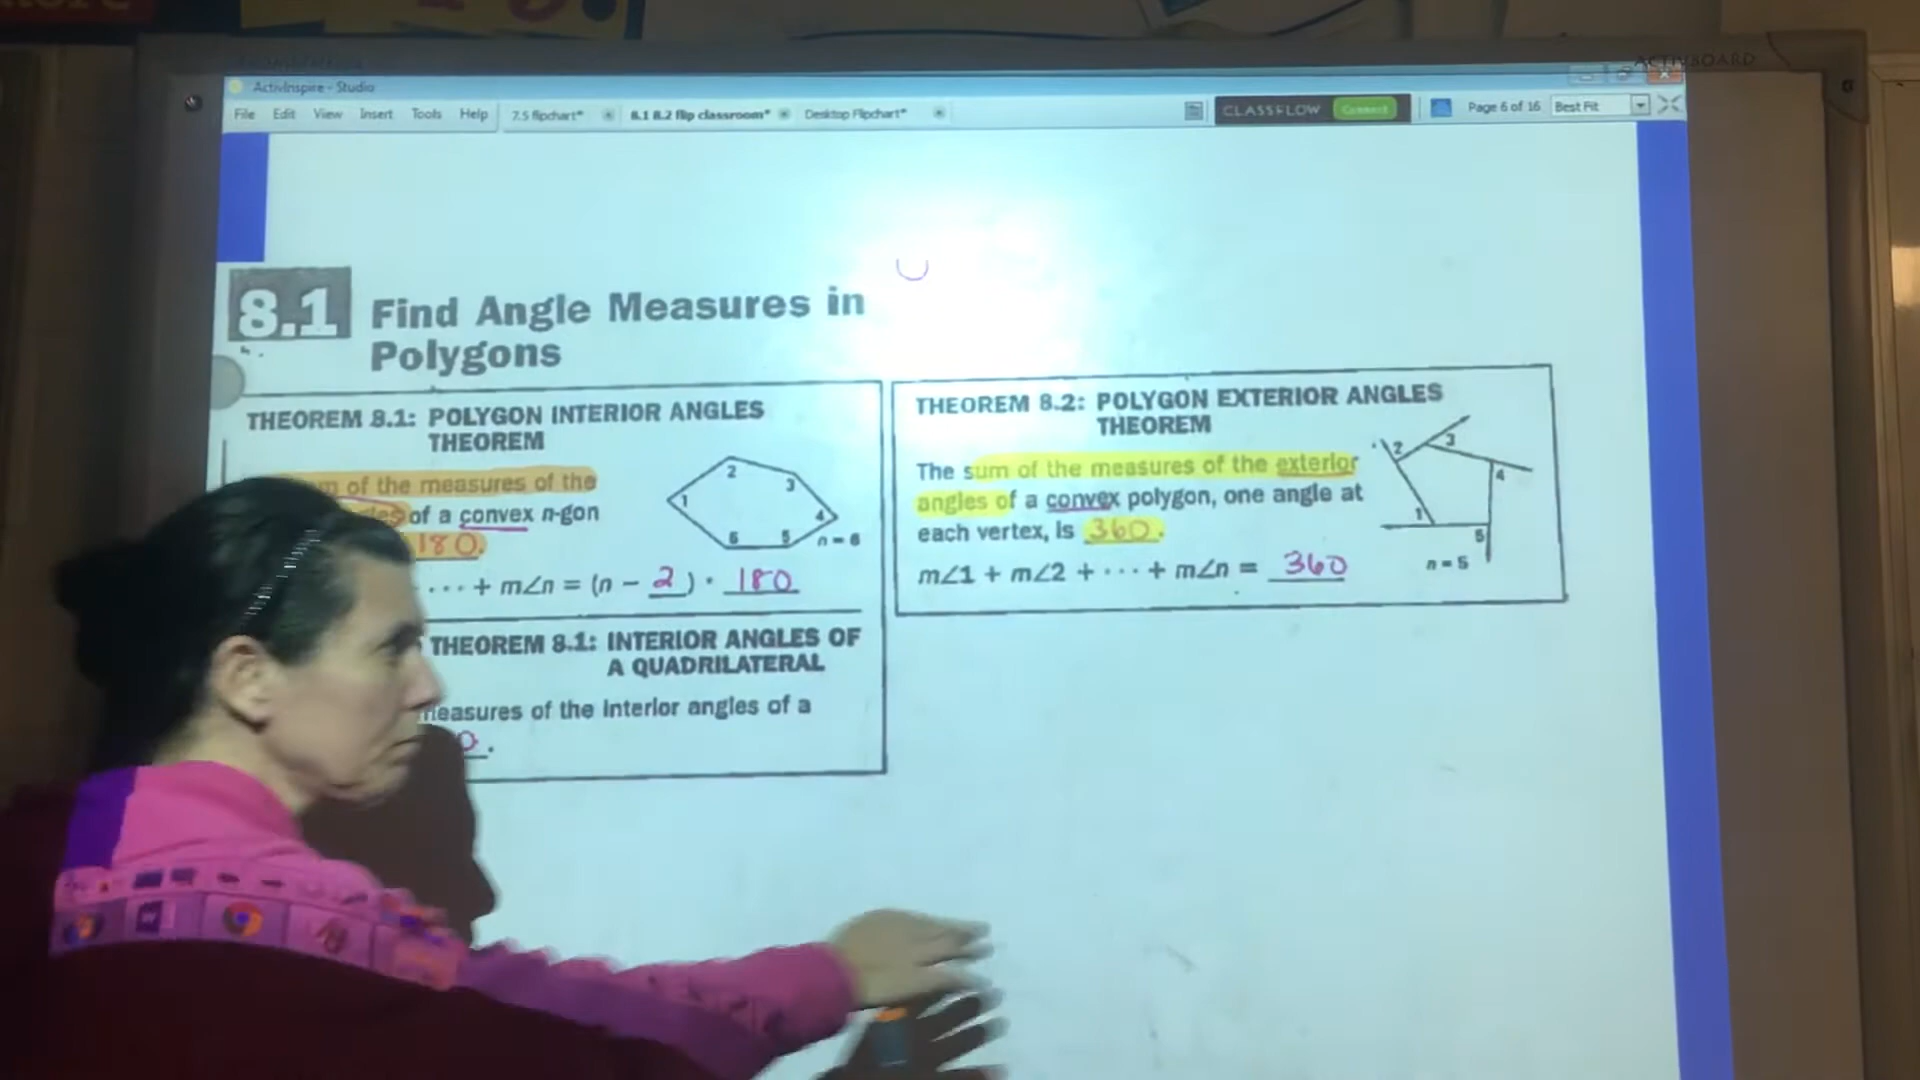 ACTIVBOARD
ActivInspire - Studio
File Edit View Insert Tools Help 7.5 flipchart* 8.1 8.2 flip classroom* Desktop Flipchart* CLASSFLOW Connect Page 6 of 16 Best Fit
8.1 Find Angle Measures in
Polygons
THEOREM 8.1: POLYGON INTERIOR ANGLES
THEOREM
of the measures of the
of a convex n-gon
180.
··· + m∠n = (n - 2) · 180
1 2 3 4 5 6
n = 6
THEOREM 8.1: INTERIOR ANGLES OF
A QUADRILATERAL
measures of the interior angles of a
0.
THEOREM 8.2: POLYGON EXTERIOR ANGLES
THEOREM
The sum of the measures of the exterior
angles of a convex polygon, one angle at
each vertex, is 360.
m∠1 + m∠2 + ··· + m∠n = 360
1 2 3 4 5
n = 5